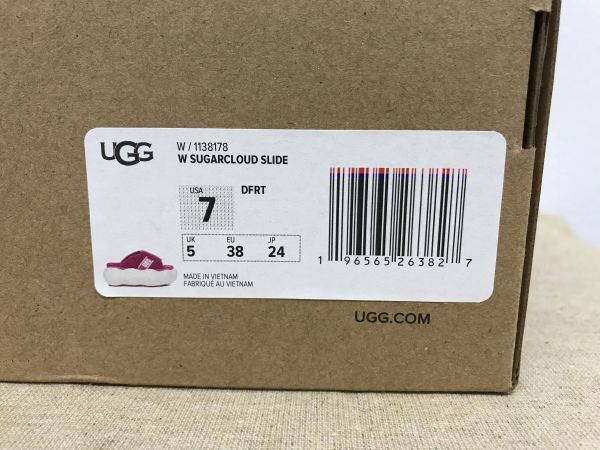 UGG
W / 1138178
W SUGARCLOUD SLIDE
USA
7
DFRT
UK EU JP
5 38 24
MADE IN VIETNAM
FABRIQUÉ AU VIETNAM
1 96565 26382 7
UGG.COM